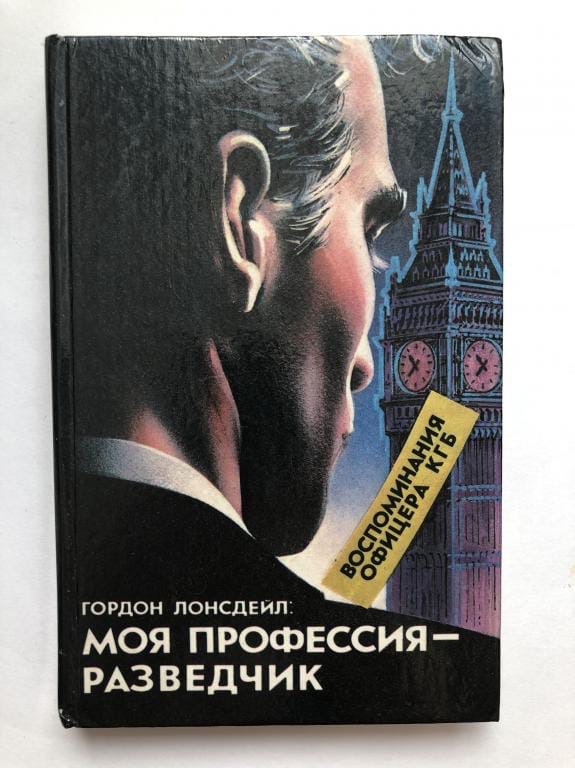 ВОСПОМИНАНИЯ
ОФИЦЕРА КГБ
ГОРДОН ЛОНСДЕЙЛ:
МОЯ ПРОФЕССИЯ—
РАЗВЕДЧИК